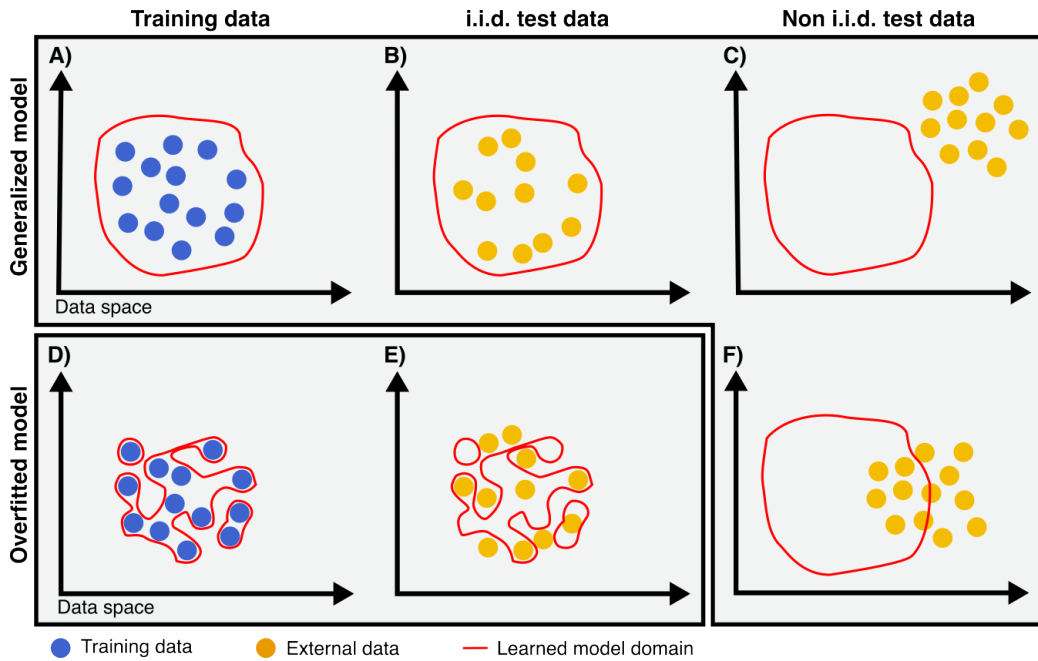 Training data
i.i.d. test data
Non i.i.d. test data
Generalized model
A)
B)
C)
Data space
Overfitted model
D)
E)
F)
Data space
Training data
External data
Learned model domain